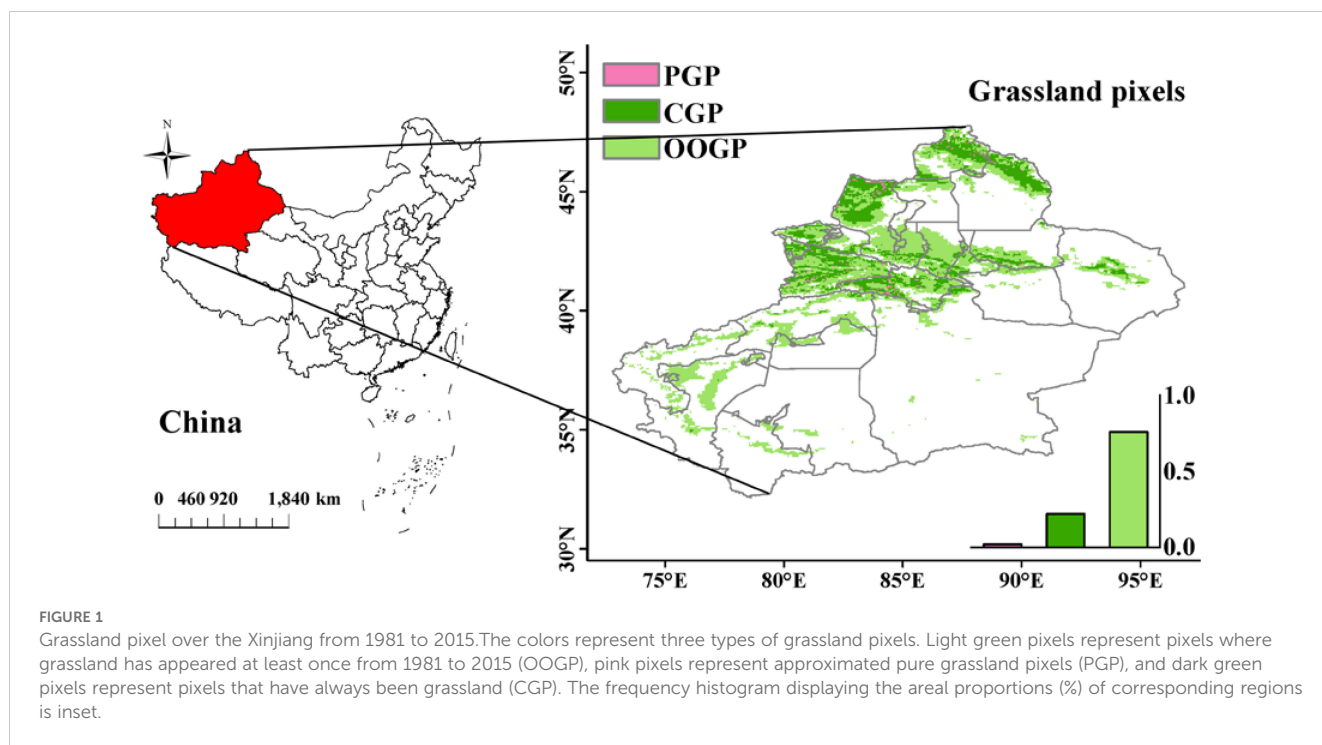 N
China
0 460 920 1,840 km
PGP
CGP
OOGP
Grassland pixels
50°N
45°N
40°N
35°N
30°N
75°E 80°E 85°E 90°E 95°E
1.0
0.5
0.0
FIGURE 1
Grassland pixel over the Xinjiang from 1981 to 2015.The colors represent three types of grassland pixels. Light green pixels represent pixels where
grassland has appeared at least once from 1981 to 2015 (OOGP), pink pixels represent approximated pure grassland pixels (PGP), and dark green
pixels represent pixels that have always been grassland (CGP). The frequency histogram displaying the areal proportions (%) of corresponding regions
is inset.